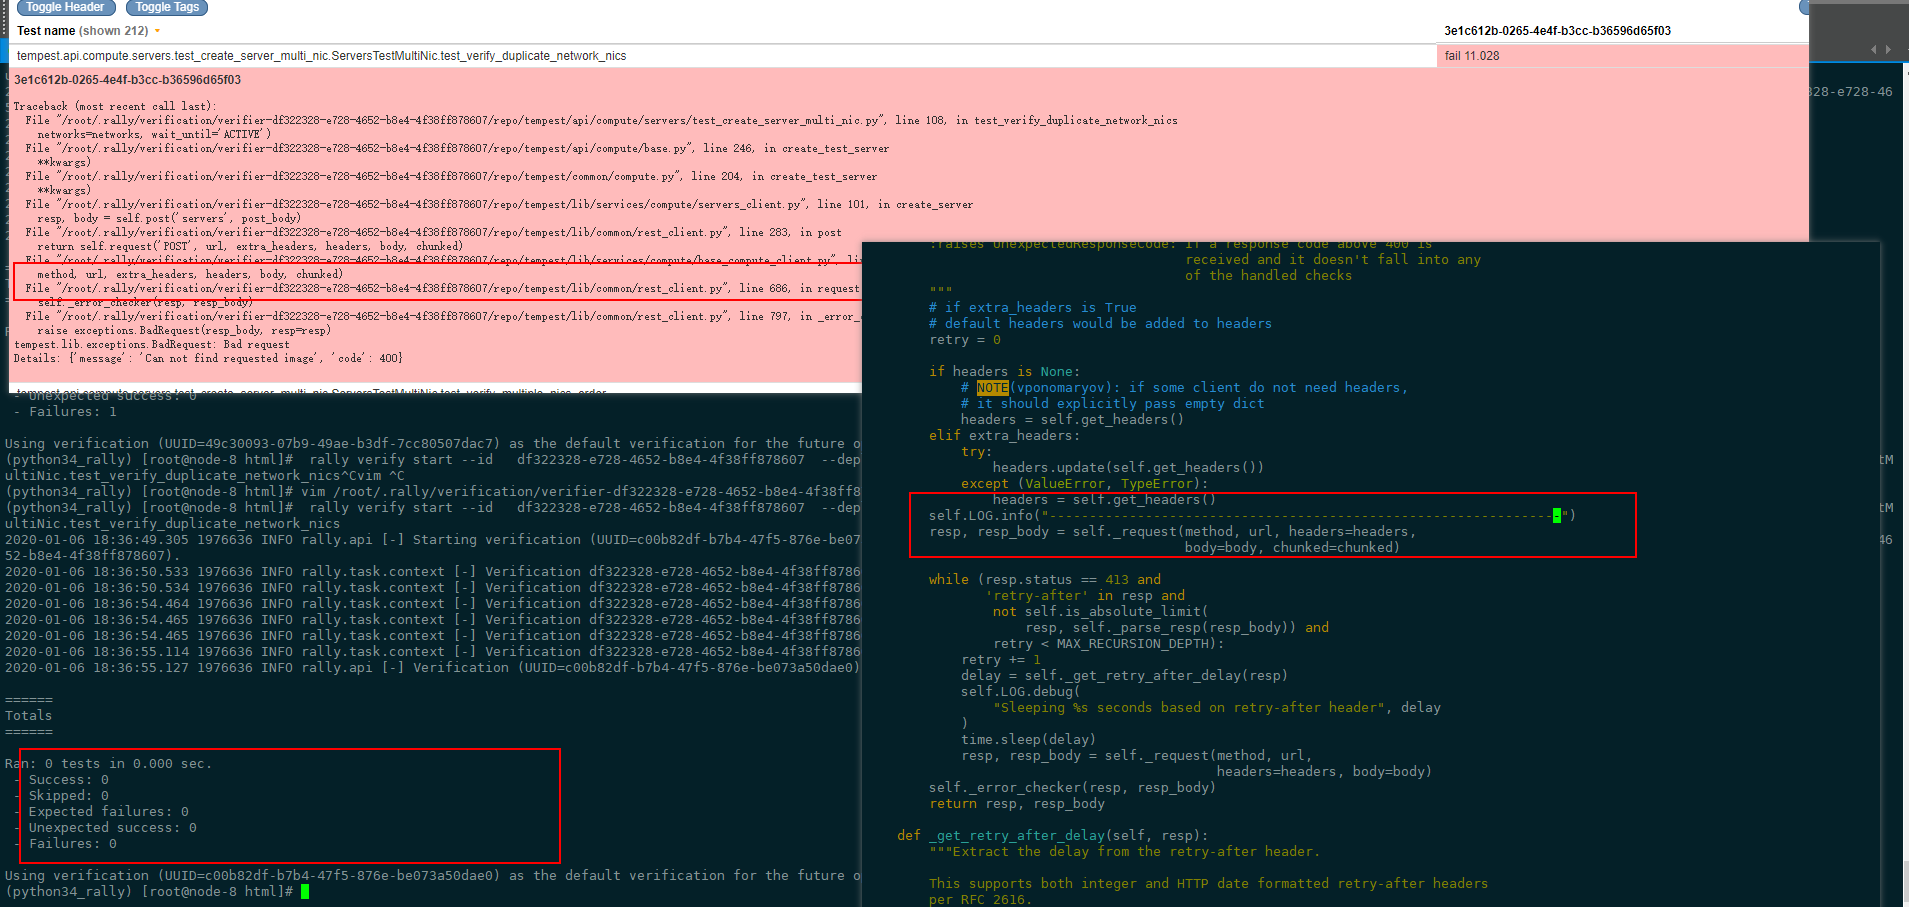 Toggle Header Toggle Tags
Test name (shown 212)
3e1c612b-0265-4e4f-b3cc-b36596d65f03
tempest.api.compute.servers.test_create_server_multi_nic.ServersTestMultiNic.test_verify_duplicate_network_nics
fail 11.028
3e1c612b-0265-4e4f-b3cc-b36596d65f03
Traceback (most recent call last):
File "/root/.rally/verification/verifier-df322328-e728-4652-b8e4-4f38ff878607/repo/tempest/api/compute/servers/test_create_server_multi_nic.py", line 108, in test_verify_duplicate_network_nics
networks=networks, wait_until='ACTIVE')
File "/root/.rally/verification/verifier-df322328-e728-4652-b8e4-4f38ff878607/repo/tempest/api/compute/base.py", line 246, in create_test_server
**kwargs)
File "/root/.rally/verification/verifier-df322328-e728-4652-b8e4-4f38ff878607/repo/tempest/common/compute.py", line 204, in create_test_server
**kwargs)
File "/root/.rally/verification/verifier-df322328-e728-4652-b8e4-4f38ff878607/repo/tempest/lib/services/compute/servers_client.py", line 101, in create_server
resp, body = self.post('servers', post_body)
File "/root/.rally/verification/verifier-df322328-e728-4652-b8e4-4f38ff878607/repo/tempest/lib/common/rest_client.py", line 283, in post
return self.request('POST', url, extra_headers, headers, body, chunked)
File "/root/.rally/verification/verifier-df322328-e728-4652-b8e4-4f38ff878607/repo/tempest/lib/services/compute/base_compute_client.py", li
method, url, extra_headers, headers, body, chunked)
File "/root/.rally/verification/verifier-df322328-e728-4652-b8e4-4f38ff878607/repo/tempest/lib/common/rest_client.py", line 686, in request
self._error_checker(resp, resp_body)
File "/root/.rally/verification/verifier-df322328-e728-4652-b8e4-4f38ff878607/repo/tempest/lib/common/rest_client.py", line 797, in _error_
raise exceptions.BadRequest(resp_body, resp=resp)
tempest.lib.exceptions.BadRequest: Bad request
Details: {'message': 'Can not find requested image', 'code': 400}
tempest.api.compute.servers.test_create_server_multi_nic.ServersTestMultiNic.test_verify_multiple_nics_order
- Unexpected success: 0
- Failures: 1
Using verification (UUID=49c30093-07b9-49ae-b3df-7cc80507dac7) as the default verification for the future o
(python34_rally) [root@node-8 html]#  rally verify start --id   df322328-e728-4652-b8e4-4f38ff878607  --dep
ultiNic.test_verify_duplicate_network_nics^Cvim ^C
(python34_rally) [root@node-8 html]# vim /root/.rally/verification/verifier-df322328-e728-4652-b8e4-4f38ff8
(python34_rally) [root@node-8 html]#  rally verify start --id   df322328-e728-4652-b8e4-4f38ff878607  --dep
ultiNic.test_verify_duplicate_network_nics
2020-01-06 18:36:49.305 1976636 INFO rally.api [-] Starting verification (UUID=c00b82df-b7b4-47f5-876e-be07
52-b8e4-4f38ff878607).
2020-01-06 18:36:50.533 1976636 INFO rally.task.context [-] Verification df322328-e728-4652-b8e4-4f38ff8786
2020-01-06 18:36:50.534 1976636 INFO rally.task.context [-] Verification df322328-e728-4652-b8e4-4f38ff8786
2020-01-06 18:36:54.464 1976636 INFO rally.task.context [-] Verification df322328-e728-4652-b8e4-4f38ff8786
2020-01-06 18:36:54.465 1976636 INFO rally.task.context [-] Verification df322328-e728-4652-b8e4-4f38ff8786
2020-01-06 18:36:54.465 1976636 INFO rally.task.context [-] Verification df322328-e728-4652-b8e4-4f38ff8786
2020-01-06 18:36:55.114 1976636 INFO rally.task.context [-] Verification df322328-e728-4652-b8e4-4f38ff8786
2020-01-06 18:36:55.127 1976636 INFO rally.api [-] Verification (UUID=c00b82df-b7b4-47f5-876e-be073a50dae0)
======
Totals
======
Ran: 0 tests in 0.000 sec.
- Success: 0
- Skipped: 0
- Expected failures: 0
- Unexpected success: 0
- Failures: 0
Using verification (UUID=c00b82df-b7b4-47f5-876e-be073a50dae0) as the default verification for the future o
(python34_rally) [root@node-8 html]#
:raises UnexpectedResponseCode: If a response code above 400 is
received and it doesn't fall into any
of the handled checks
"""
# if extra_headers is True
# default headers would be added to headers
retry = 0
if headers is None:
# NOTE(vponomaryov): if some client do not need headers,
# it should explicitly pass empty dict
headers = self.get_headers()
elif extra_headers:
try:
headers.update(self.get_headers())
except (ValueError, TypeError):
headers = self.get_headers()
self.LOG.info("----------------------------------------------------------------")
resp, resp_body = self._request(method, url, headers=headers,
body=body, chunked=chunked)
while (resp.status == 413 and
'retry-after' in resp and
not self.is_absolute_limit(
resp, self._parse_resp(resp_body)) and
retry < MAX_RECURSION_DEPTH):
retry += 1
delay = self._get_retry_after_delay(resp)
self.LOG.debug(
"Sleeping %s seconds based on retry-after header", delay
)
time.sleep(delay)
resp, resp_body = self._request(method, url,
headers=headers, body=body)
self._error_checker(resp, resp_body)
return resp, resp_body
def _get_retry_after_delay(self, resp):
"""Extract the delay from the retry-after header.
This supports both integer and HTTP date formatted retry-after headers
per RFC 2616.
328-e728-46
tM
tM
46